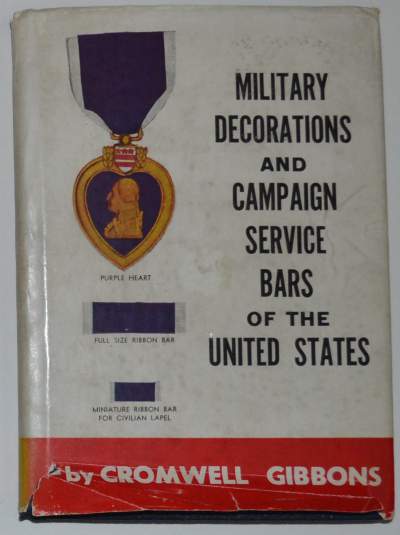 MILITARY
DECORATIONS
AND
CAMPAIGN
SERVICE
BARS
OF THE
UNITED STATES
PURPLE HEART
FULL SIZE RIBBON BAR
MINIATURE RIBBON BAR
FOR CIVILIAN LAPEL
by CROMWELL GIBBONS